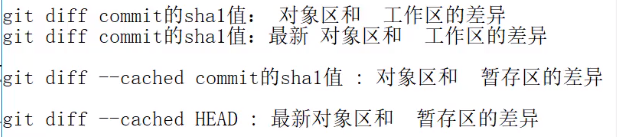 git diff commit的sha1值: 对象区和 工作区的差异
git diff commit的sha1值: 最新 对象区和 工作区的差异
git diff --cached commit的sha1值 : 对象区和 暂存区的差异
git diff --cached HEAD : 最新对象区和 暂存区的差异